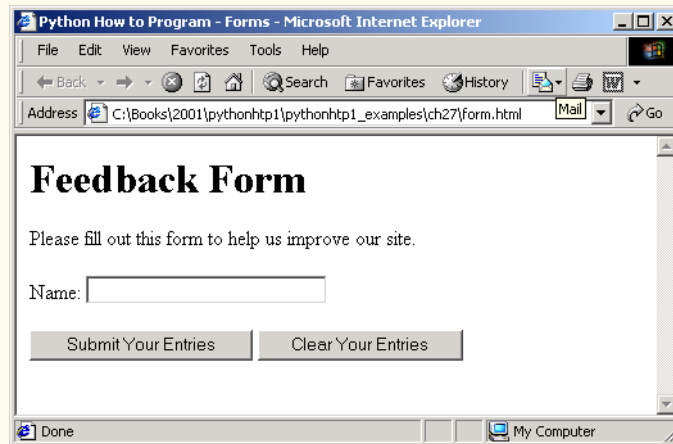 Python How to Program - Forms - Microsoft Internet Explorer
File Edit View Favorites Tools Help
Back Search Favorites History
Address C:\Books\2001\pythonhtp1\pythonhtp1_examples\ch27\form.html Mail Go
Feedback Form
Please fill out this form to help us improve our site.
Name:
Submit Your Entries Clear Your Entries
Done My Computer